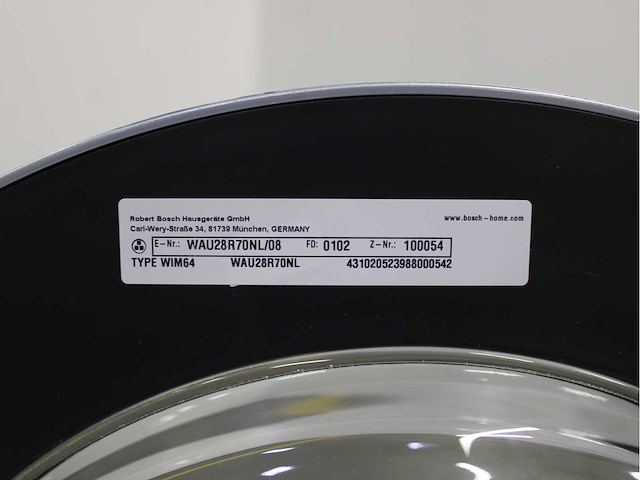 Robert Bosch Hausgeräte GmbH www.bosch-home.com
Carl-Wery-Straße 34, 81739 München, GERMANY
E-Nr.: WAU28R70NL/08 FD: 0102 Z-Nr.: 100054
TYPE WIM64 WAU28R70NL 431020523988000542